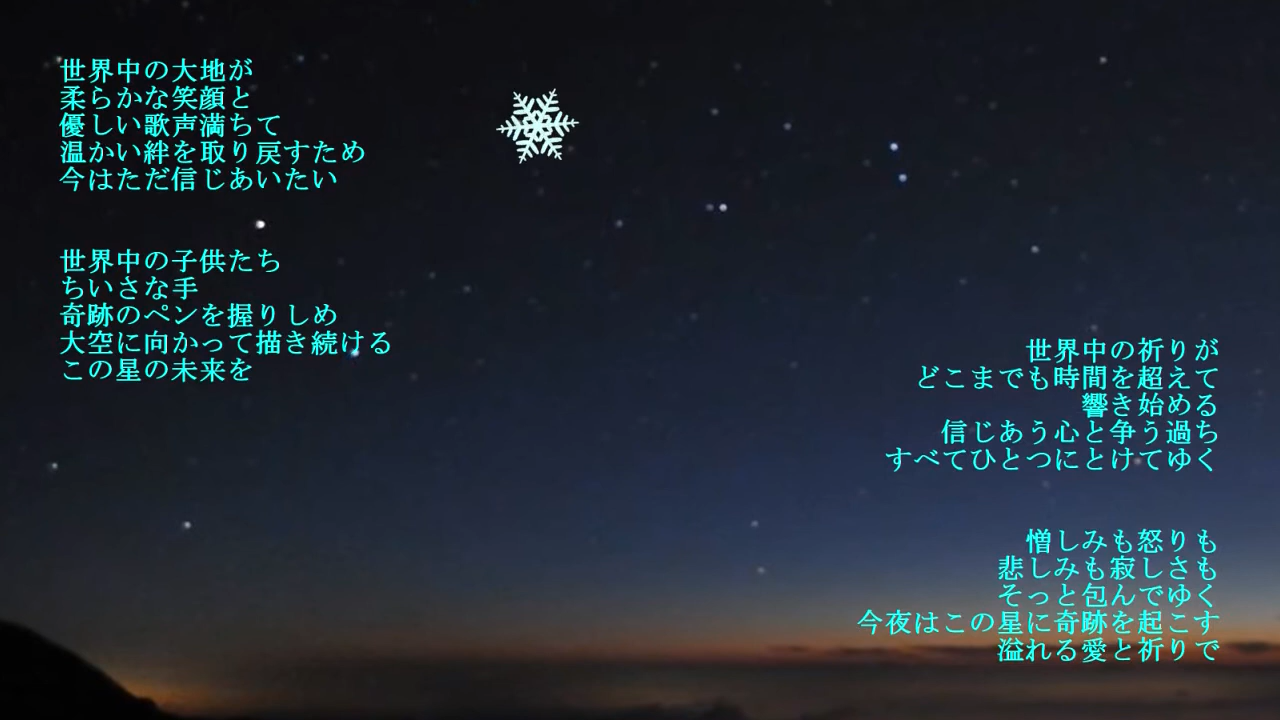 世界中の大地が
柔らかな笑顔と
優しい歌声満ちて
温かい絆を取り戻すため
今はただ信じあいたい
世界中の子供たち
ちいさな手
奇跡のペンを握りしめ
大空に向かって描き続ける
この星の未来を
世界中の祈りが
どこまでも時間を超えて
響き始める
信じあう心と争う過ち
すべてひとつにとけてゆく
憎しみも怒りも
悲しみも寂しさも
そっと包んでゆく
今夜はこの星に奇跡を起こす
溢れる愛と祈りで